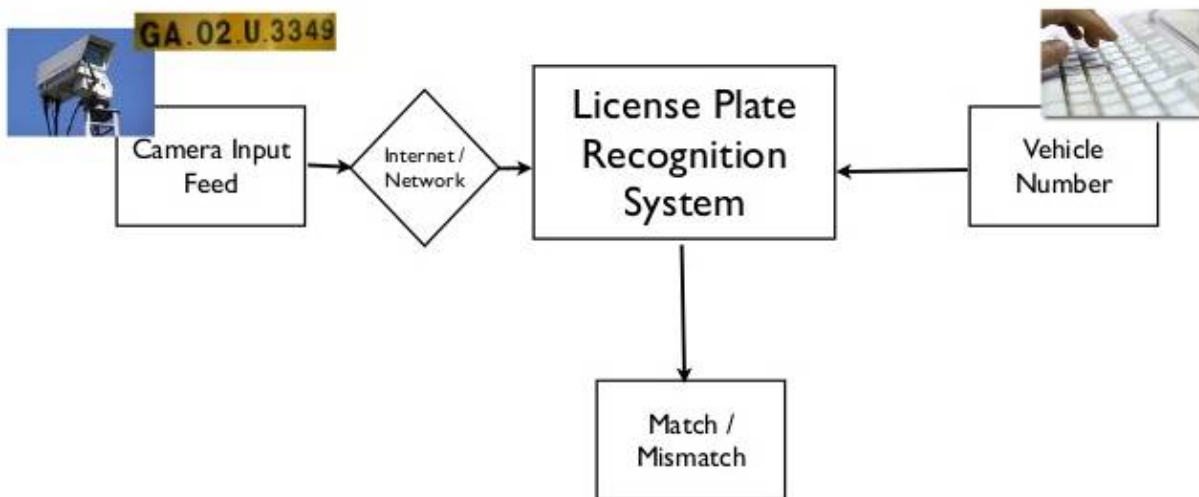 GA.02.U.3349
Camera Input
Feed
Internet /
Network
License Plate
Recognition
System
Vehicle
Number
Match /
Mismatch